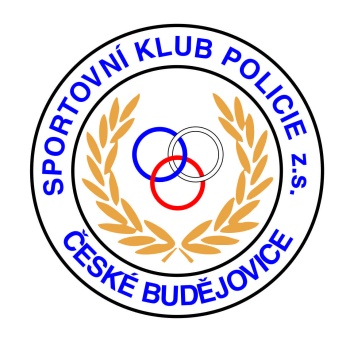 SPORTOVNÍ KLUB POLICIE z.s.
ČESKÉ BUDĚJOVICE